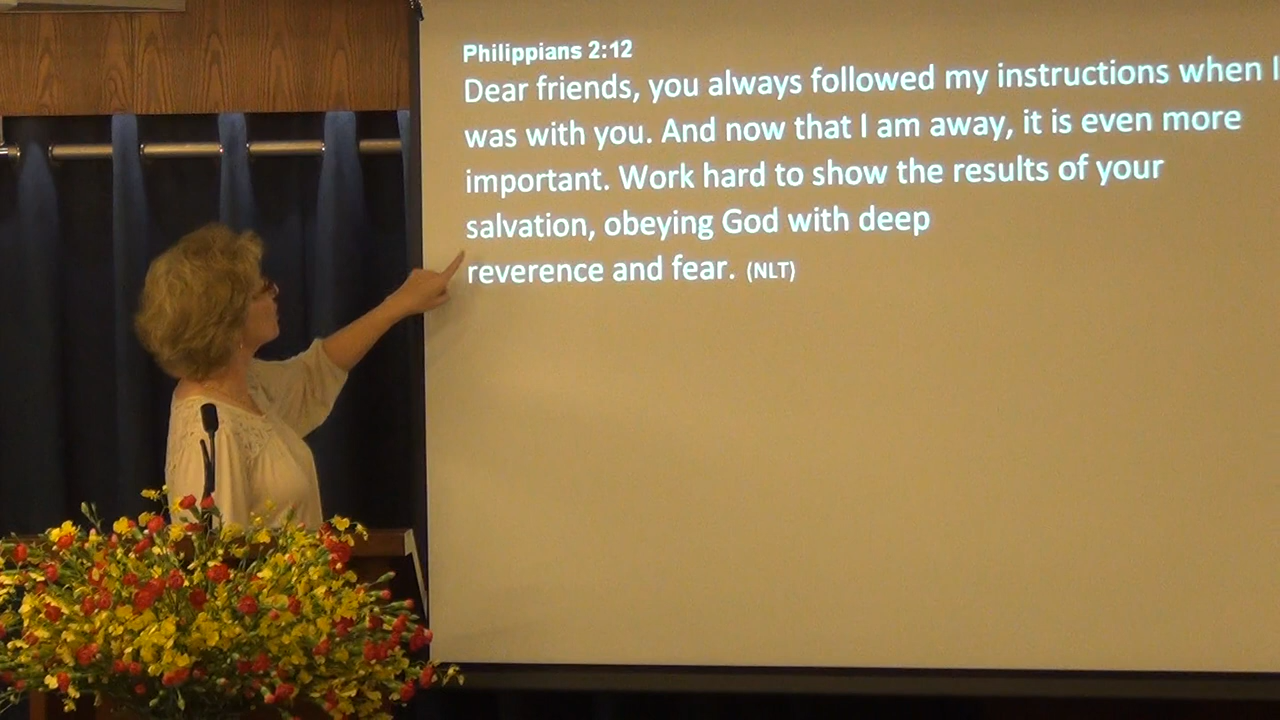 Philippians 2:12
Dear friends, you always followed my instructions when I
was with you. And now that I am away, it is even more
important. Work hard to show the results of your
salvation, obeying God with deep
reverence and fear. (NLT)